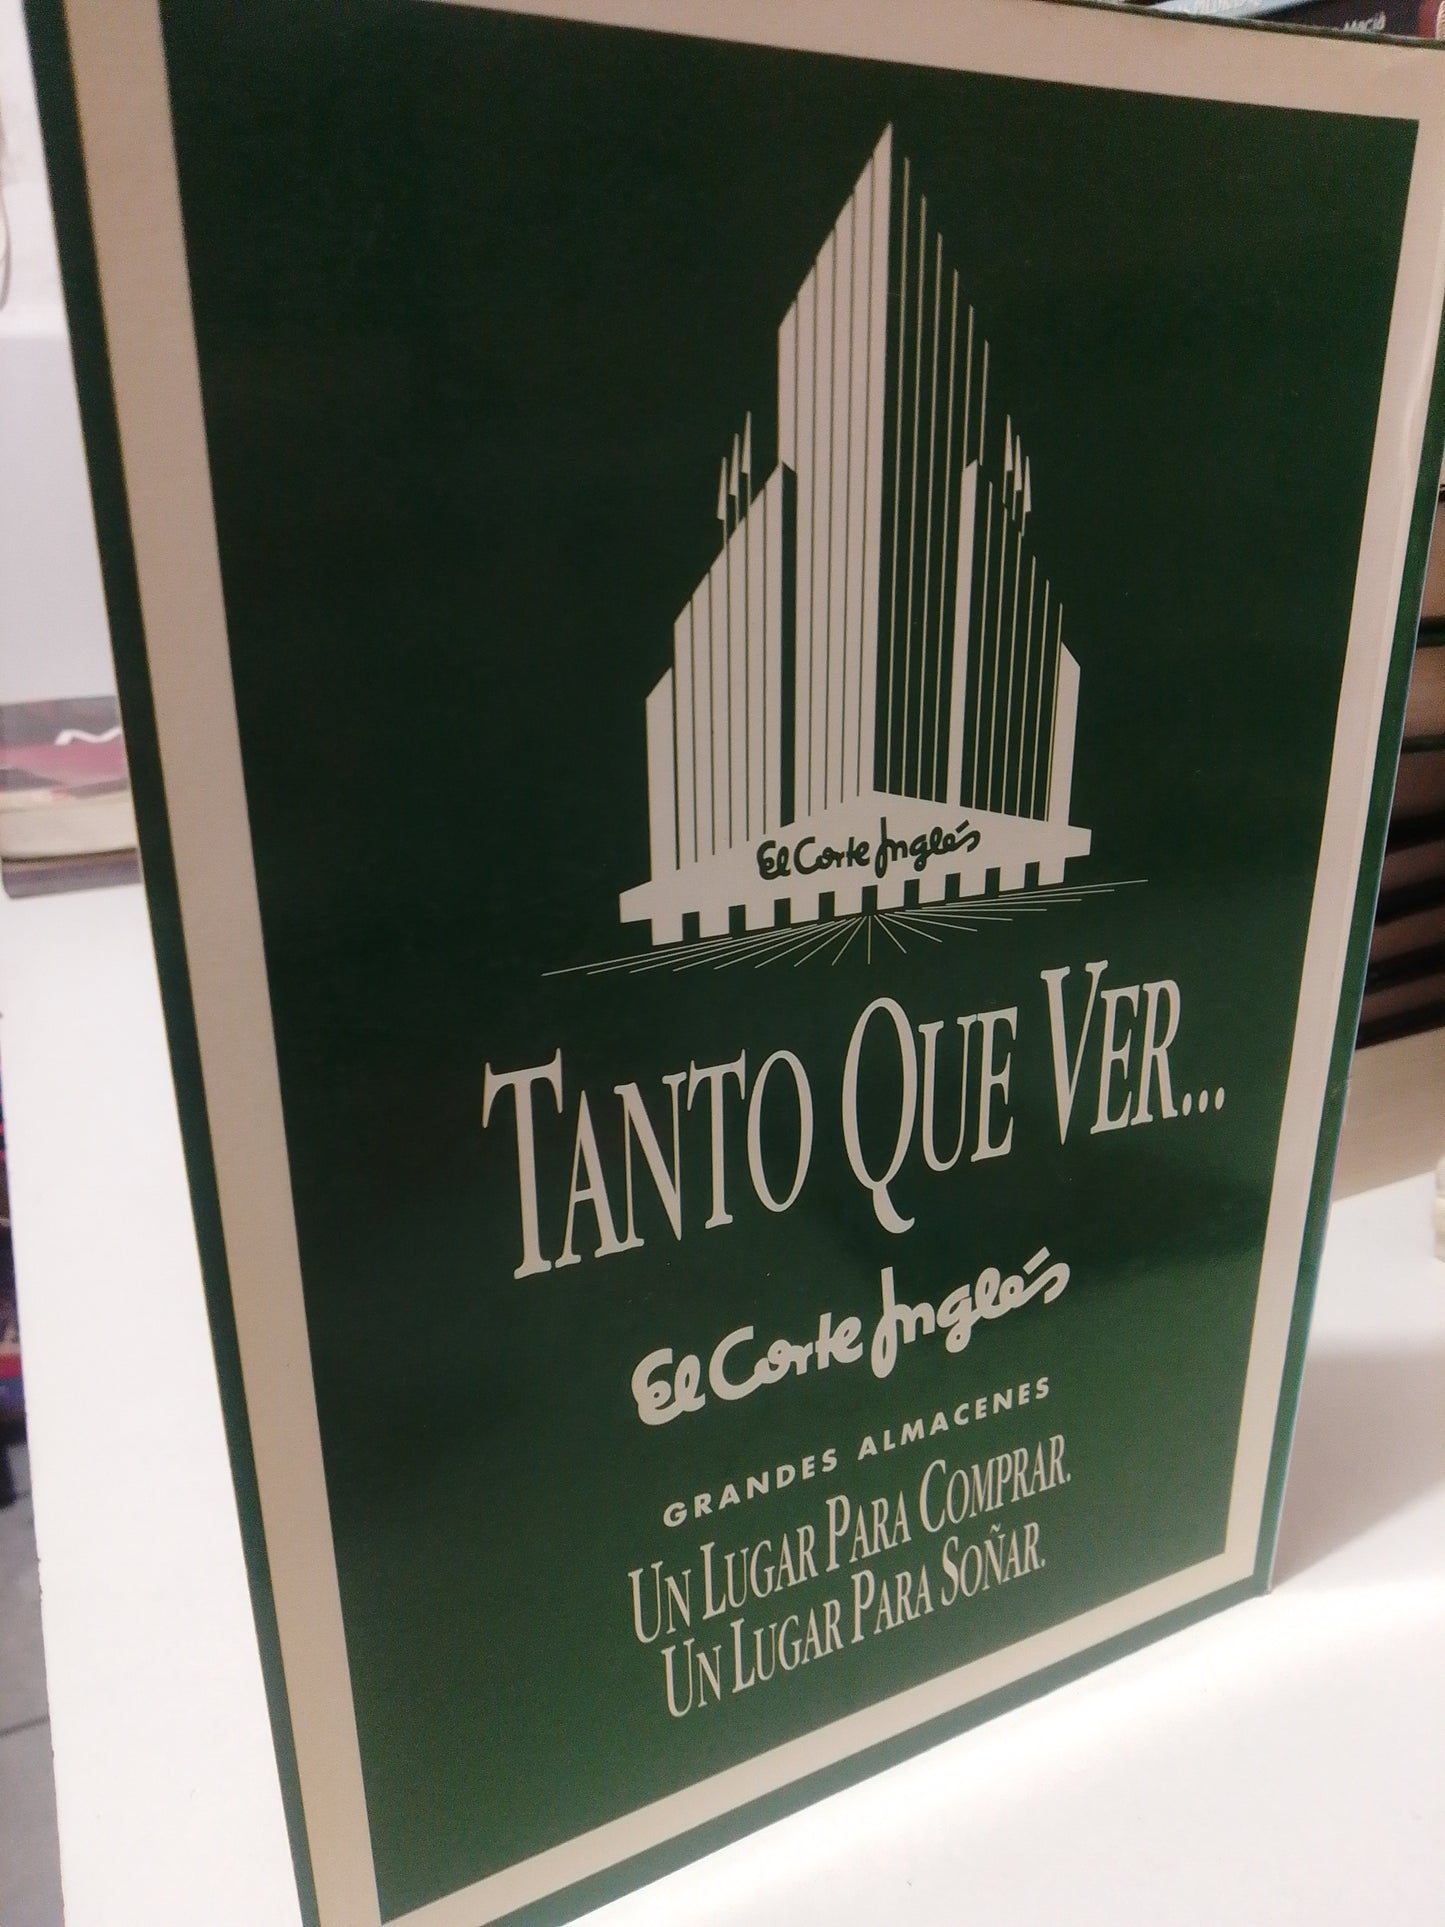 El Corte Inglés
TANTO QUE VER...
El Corte Inglés
GRANDES ALMACENES
UN LUGAR PARA COMPRAR.
UN LUGAR PARA SOÑAR.